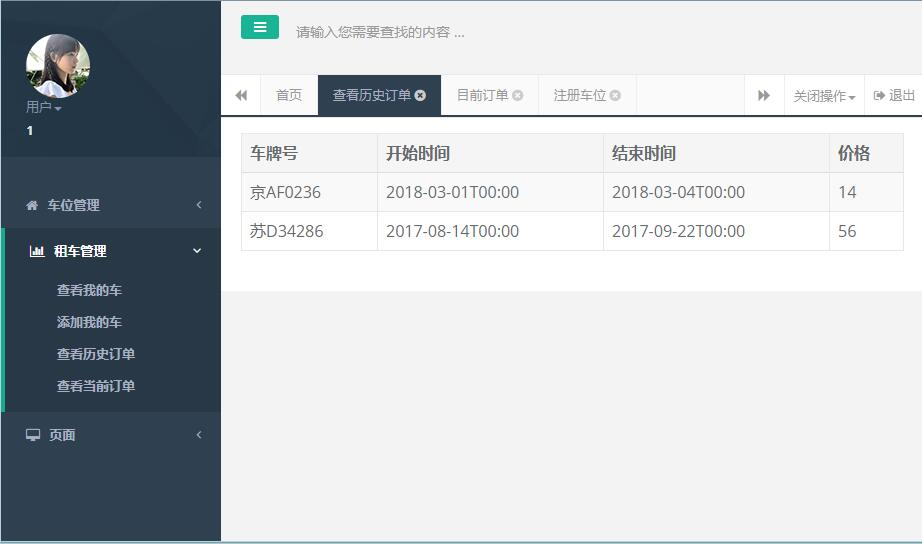 用户
1
车位管理
租车管理
查看我的车
添加我的车
查看历史订单
查看当前订单
页面
请输入您需要查找的内容 ...
首页 查看历史订单 目前订单 注册车位 关闭操作 退出
车牌号 开始时间 结束时间 价格
京AF0236 2018-03-01T00:00 2018-03-04T00:00 14
苏D34286 2017-08-14T00:00 2017-09-22T00:00 56